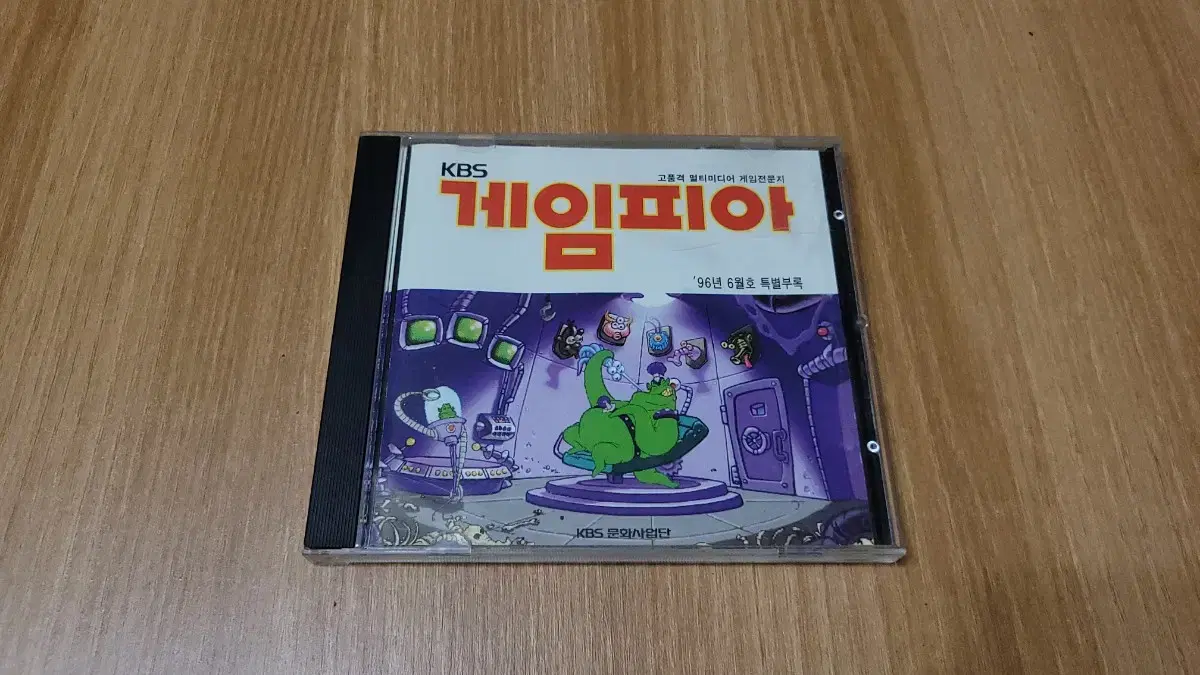 KBS
고품격 멀티미디어 게임전문지
게임피아
'96년 6월호 특별부록
KBS 문화사업단